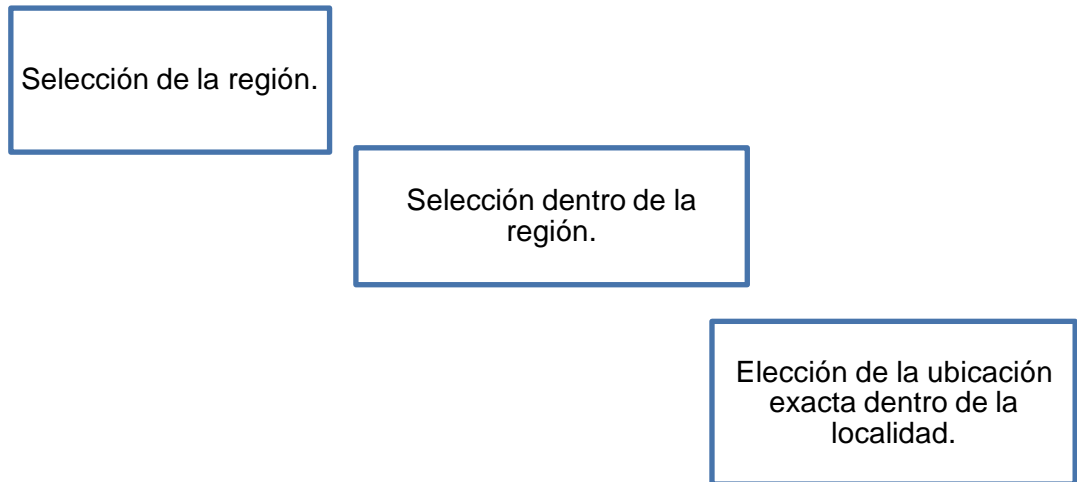 Selección de la región.
Selección dentro de la
región.
Elección de la ubicación
exacta dentro de la
localidad.